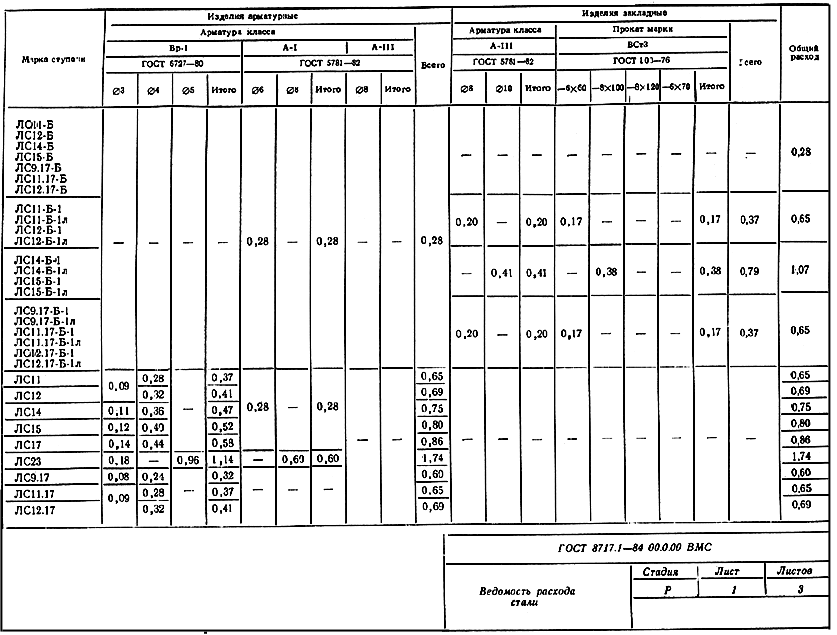 Марка ступени
Изделия арматурные
Изделия закладные
Общий расход
Арматура класса
Всего
Арматура класса
Прокат марки
Всего
Вр-I
А-I
А-III
А-III
ВСт3
ГОСТ 6727—80
ГОСТ 5781—82
ГОСТ 5781—82
ГОСТ 103—76
∅3 ∅4 ∅5 Итого ∅6 ∅8 Итого ∅8 Итого ∅8 ∅10 Итого —6×60 —8×100 —8×120 —6×70 Итого
ЛС11-Б
ЛС12-Б
ЛС14-Б
ЛС15-Б
ЛС9.17-Б
ЛС11.17-Б
ЛС12.17-Б
— — — — — — — — — 0,28
ЛС11-Б-1
ЛС11-Б-1л
ЛС12-Б-1
ЛС12-Б-1л
0,20 — 0,20 0,17 — — — 0,17 0,37 0,65
— — — — 0,28 — 0,28 — — 0,28
ЛС14-Б-1
ЛС14-Б-1л
ЛС15-Б-1
ЛС15-Б-1л
— 0,41 0,41 — 0,38 — — 0,38 0,79 1,07
ЛС9.17-Б-1
ЛС9.17-Б-1л
ЛС11.17-Б-1
ЛС11.17-Б-1л
ЛС12.17-Б-1
ЛС12.17-Б-1л
0,20 — 0,20 0,17 — — — 0,17 0,37 0,65
ЛС11 0,09 0,28 0,37 0,65 0,65
ЛС12 0,32 0,41 0,69 0,69
ЛС14 0,11 0,36 — 0,47 0,28 — 0,28 0,75 0,75
ЛС15 0,12 0,40 0,52 0,80 0,80
ЛС17 0,14 0,44 0,58 — — 0,86 — — — — — — — — — 0,86
ЛС23 0,18 — 0,96 1,14 — 0,60 0,60 1,74 1,74
ЛС9.17 0,08 0,24 0,32 0,60 0,60
ЛС11.17 0,09 0,28 — 0,37 — — — 0,65 0,65
ЛС12.17 0,32 0,41 0,69 0,69
ГОСТ 8717.1—84 00.0.00 ВМС
Ведомость расхода
стали
Стадия Лист Листов
Р 1 3